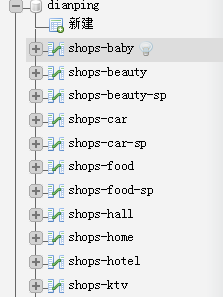 dianping
新建
shops-baby
shops-beauty
shops-beauty-sp
shops-car
shops-car-sp
shops-food
shops-food-sp
shops-hall
shops-home
shops-hotel
shops-ktv